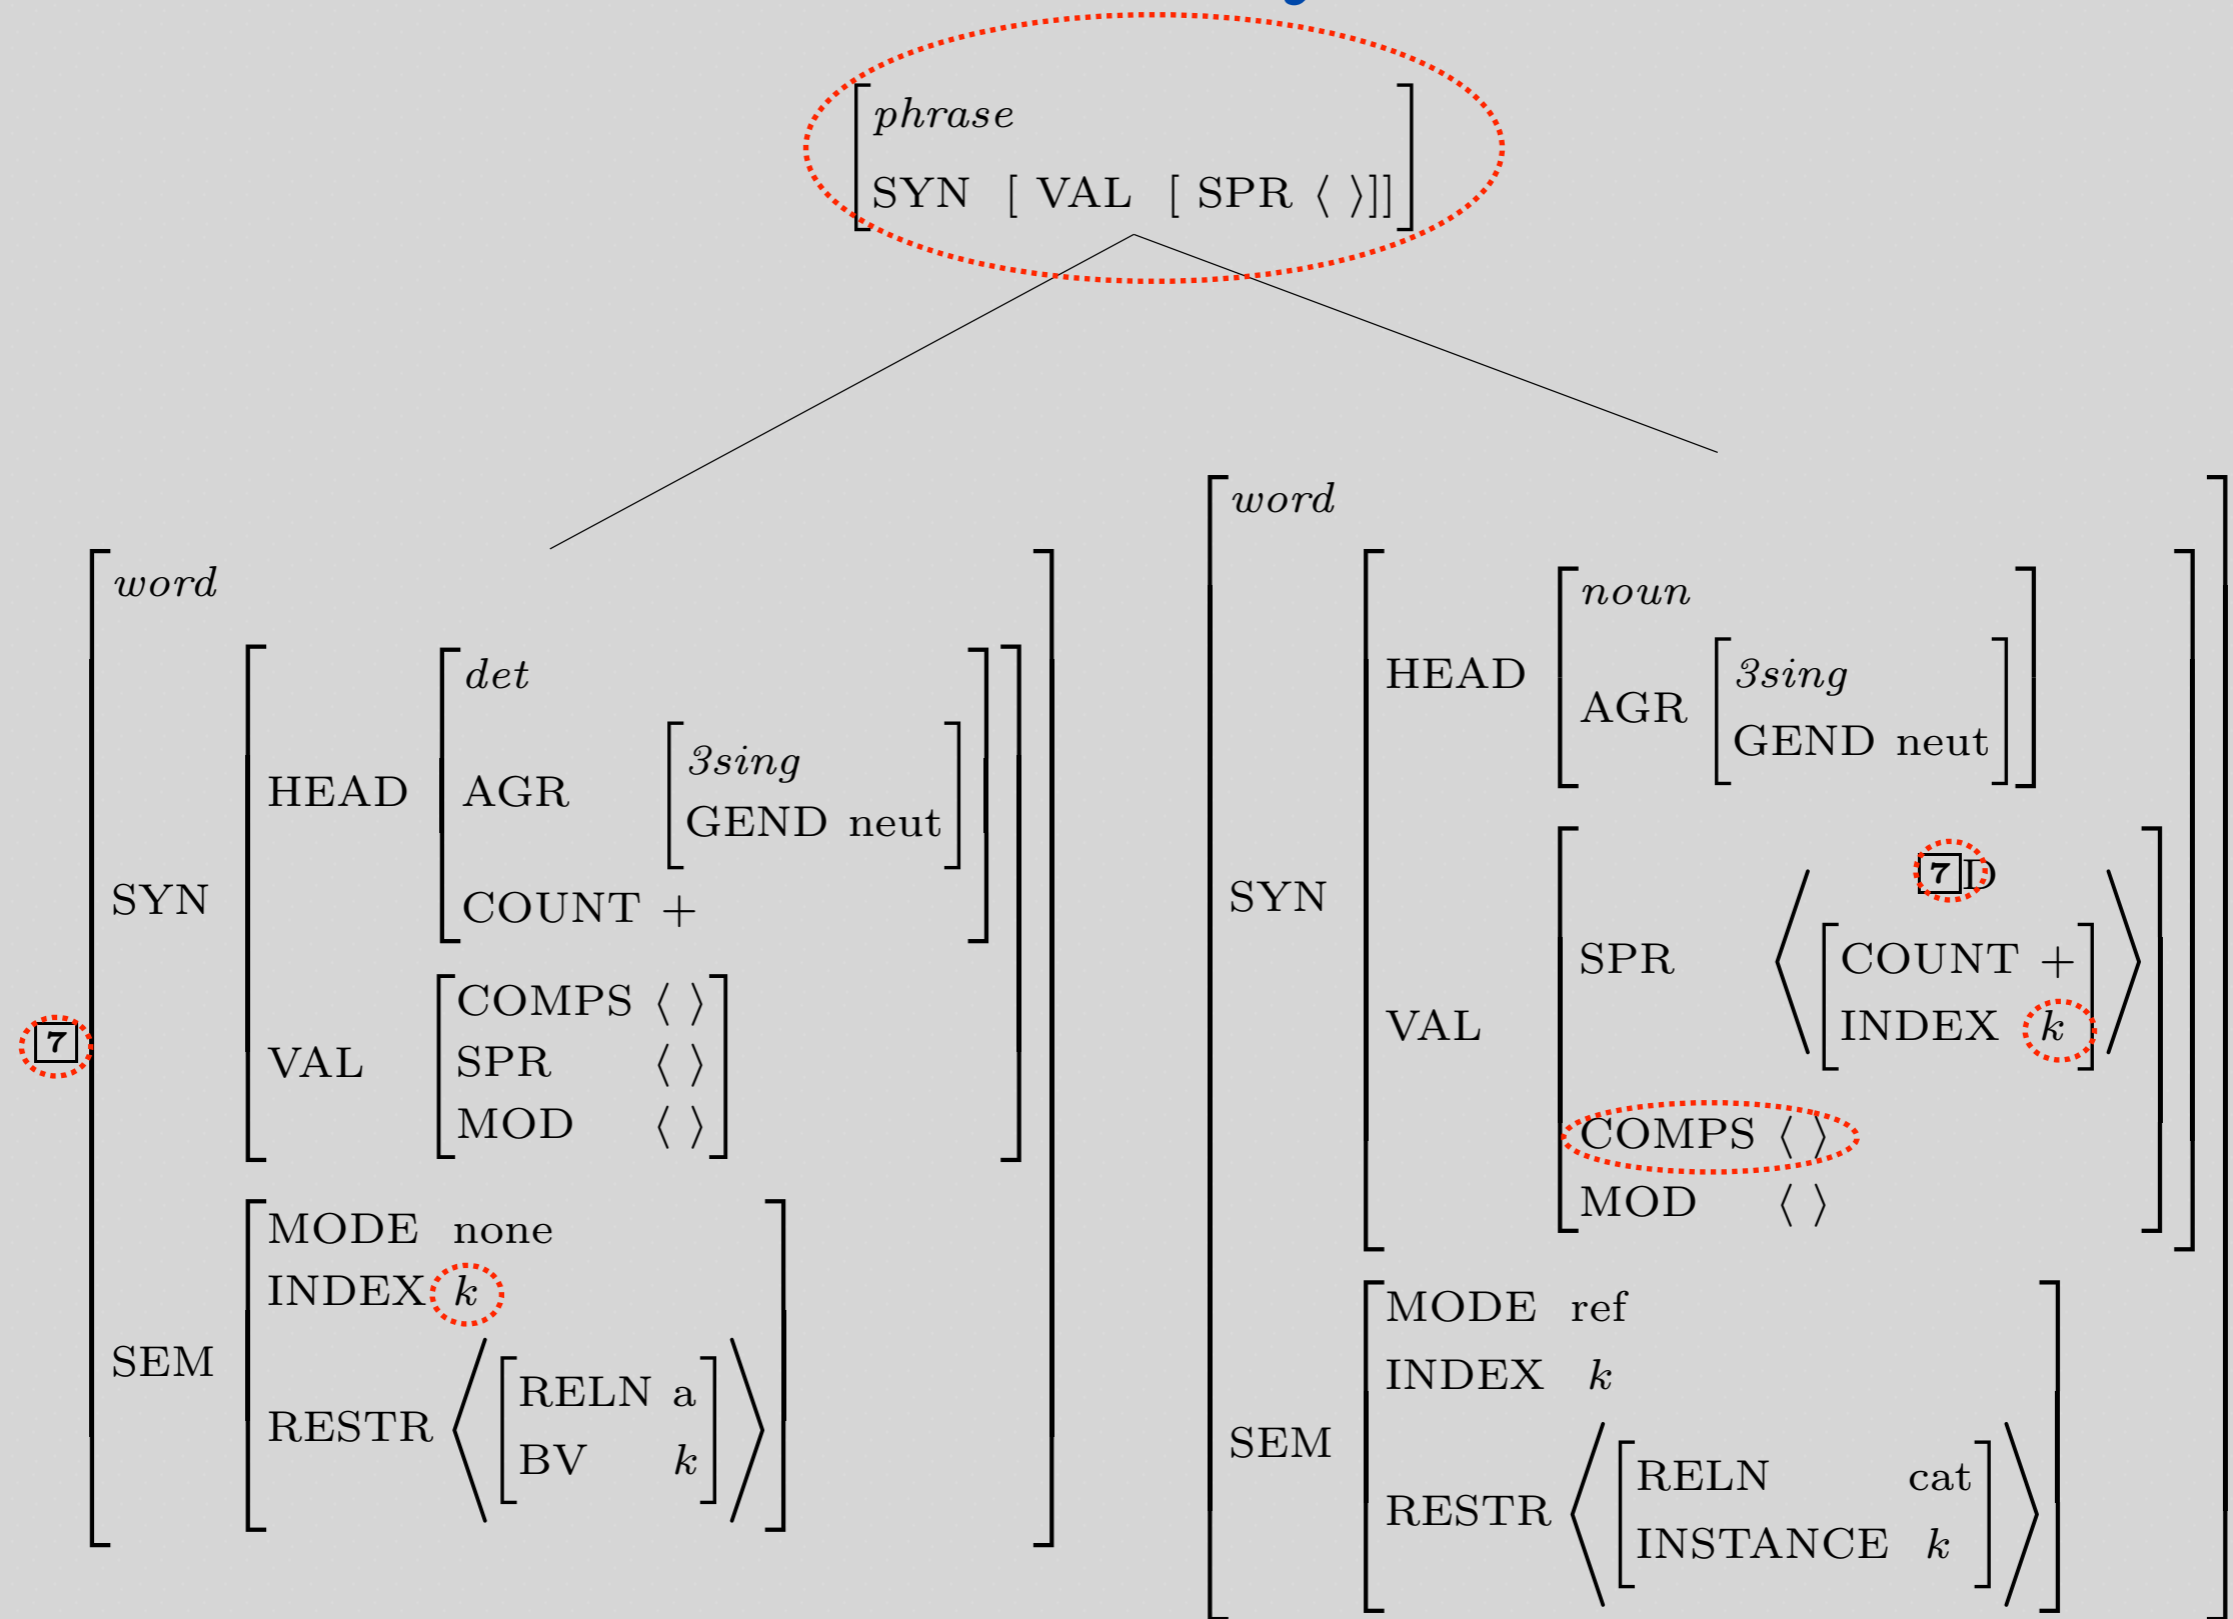 phrase
SYN [ VAL [ SPR ⟨ ⟩]]
7
word
SYN
HEAD
det
AGR
3sing
GEND neut
COUNT +
VAL
COMPS ⟨ ⟩
SPR ⟨ ⟩
MOD ⟨ ⟩
SEM
MODE none
INDEX k
RESTR
RELN a
BV k
word
SYN
HEAD
noun
AGR
3sing
GEND neut
VAL
SPR
7 D
COUNT +
INDEX k
COMPS ⟨ ⟩
MOD ⟨ ⟩
SEM
MODE ref
INDEX k
RESTR
RELN cat
INSTANCE k